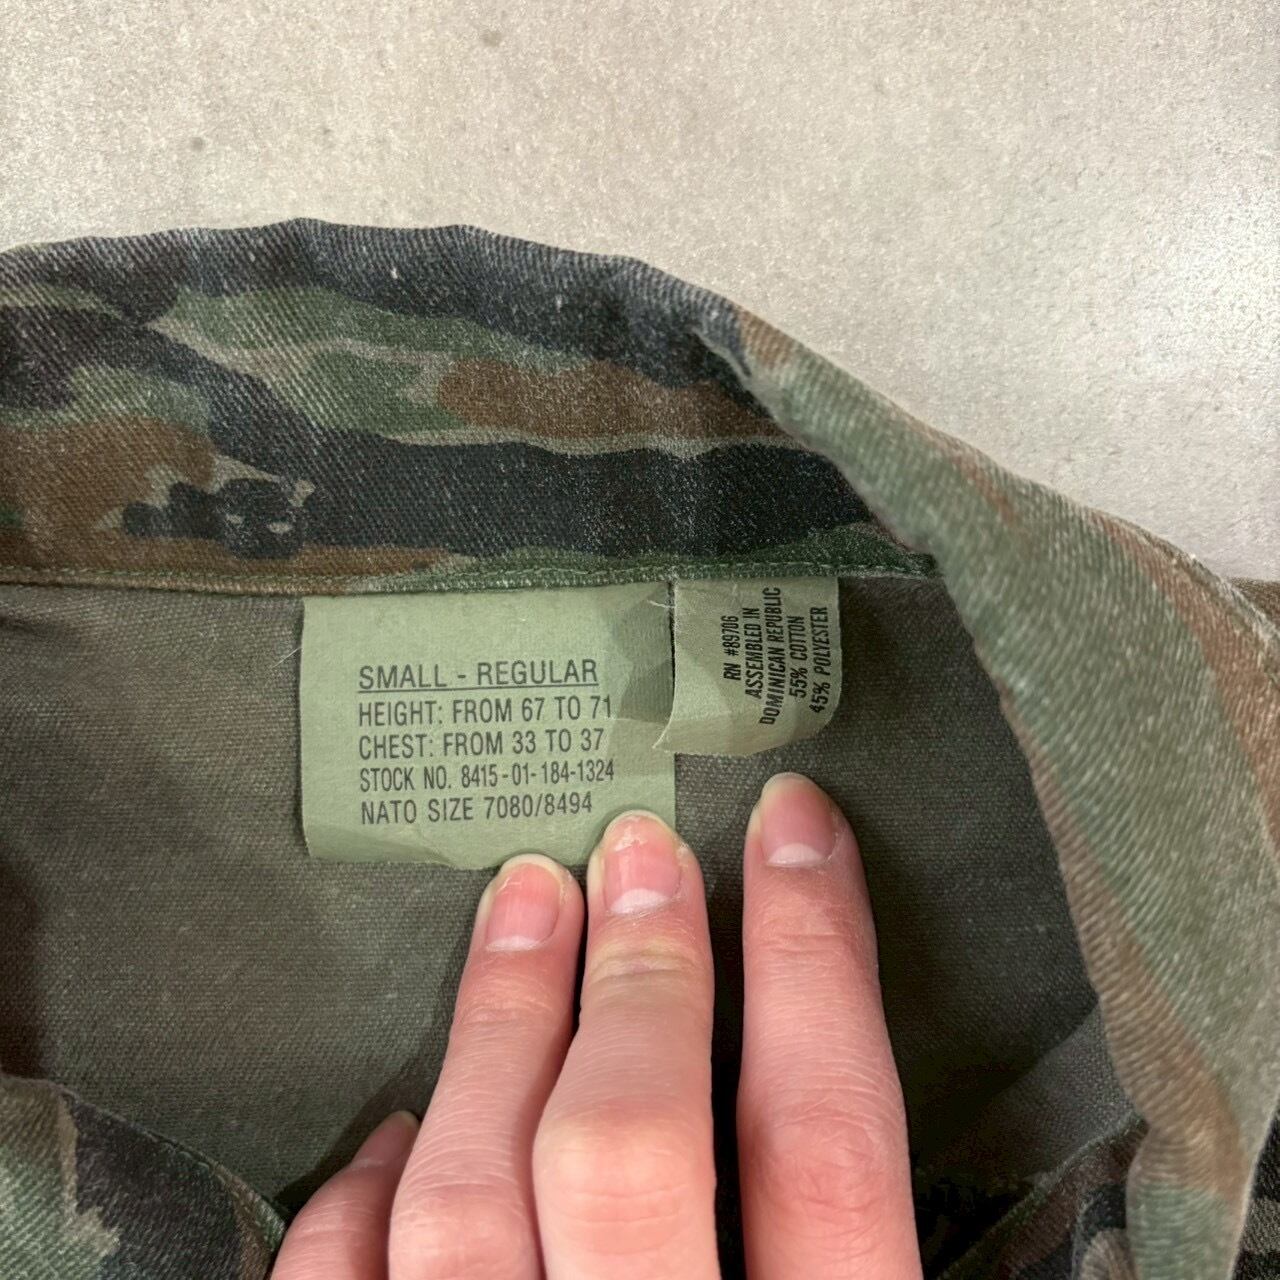 SMALL - REGULAR
HEIGHT: FROM 67 TO 71
CHEST: FROM 33 TO 37
STOCK NO. 8415-01-184-1324
NATO SIZE 7080/8494
RN #89706
ASSEMBLED IN
DOMINICAN REPUBLIC
55% COTTON
45% POLYESTER